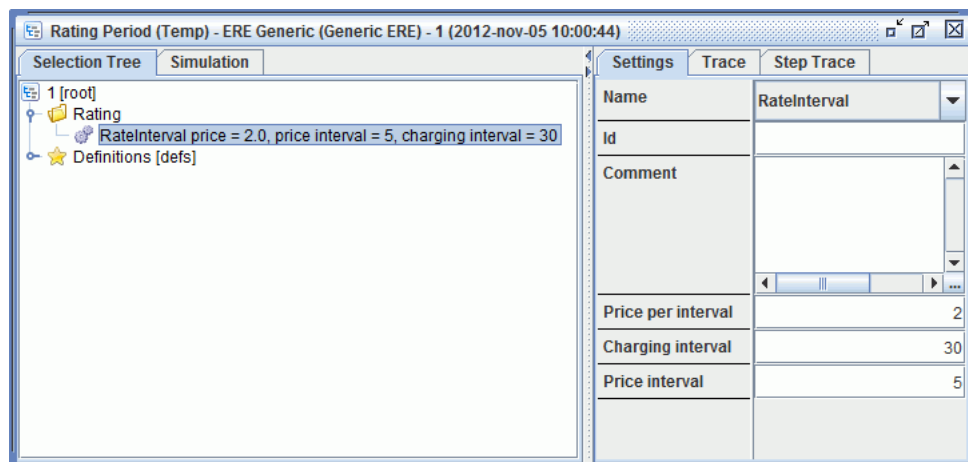 Rating Period (Temp) - ERE Generic (Generic ERE) - 1 (2012-nov-05 10:00:44)
Selection Tree Simulation
1 [root]
Rating
RateInterval price = 2.0, price interval = 5, charging interval = 30
Definitions [defs]
Settings Trace Step Trace
Name RateInterval
Id
Comment
...
Price per interval 2
Charging interval 30
Price interval 5